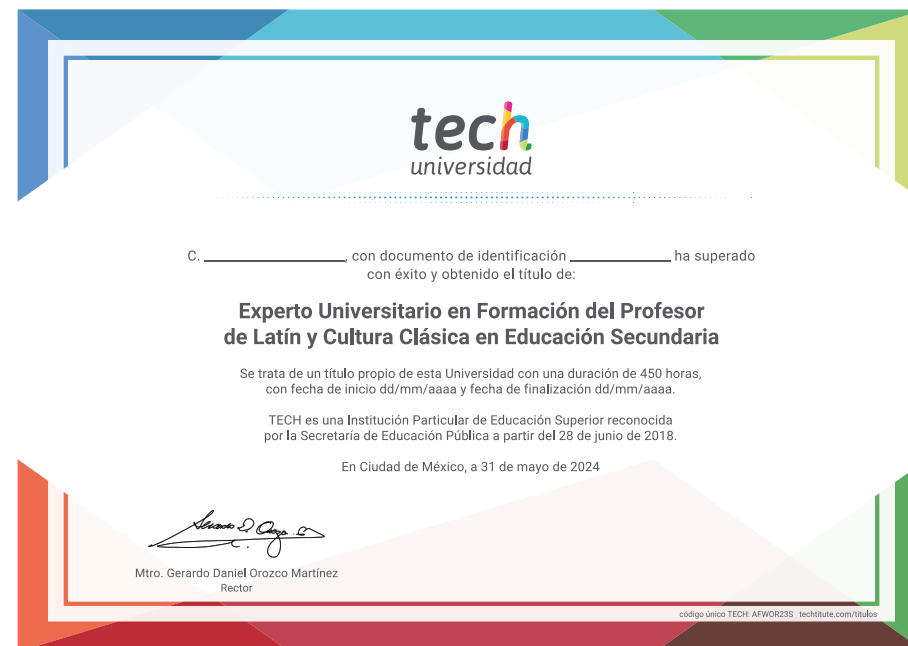 tech
universidad
C. ____________, con documento de identificación ____________ ha superado
con éxito y obtenido el título de:
Experto Universitario en Formación del Profesor
de Latín y Cultura Clásica en Educación Secundaria
Se trata de un título propio de esta Universidad con una duración de 450 horas,
con fecha de inicio dd/mm/aaaa y fecha de finalización dd/mm/aaaa.
TECH es una Institución Particular de Educación Superior reconocida
por la Secretaría de Educación Pública a partir del 28 de junio de 2018.
En Ciudad de México, a 31 de mayo de 2024
Mtro. Gerardo Daniel Orozco Martínez
Rector
código único TECH: AFWOR23S techtitute.com/titulos